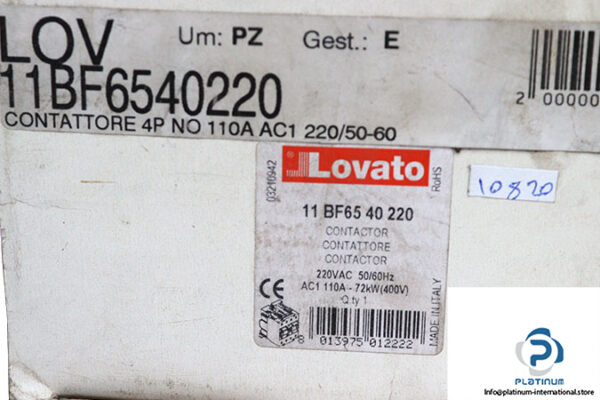 LOV
Um: PZ Gest.: E
11BF6540220
CONTATTORE 4P NO 110A AC1 220/50-60
2 00000
03210942
Lovato
RoHS
11 BF65 40 220
CONTACTOR
CONTATTORE
CONTACTOR
220VAC 50/60Hz
AC1 110A - 72kW(400V)
Q.ty 1
CE
8 013975 012222
MADE IN ITALY
10820
PLATINUM
www.platinum-international.store